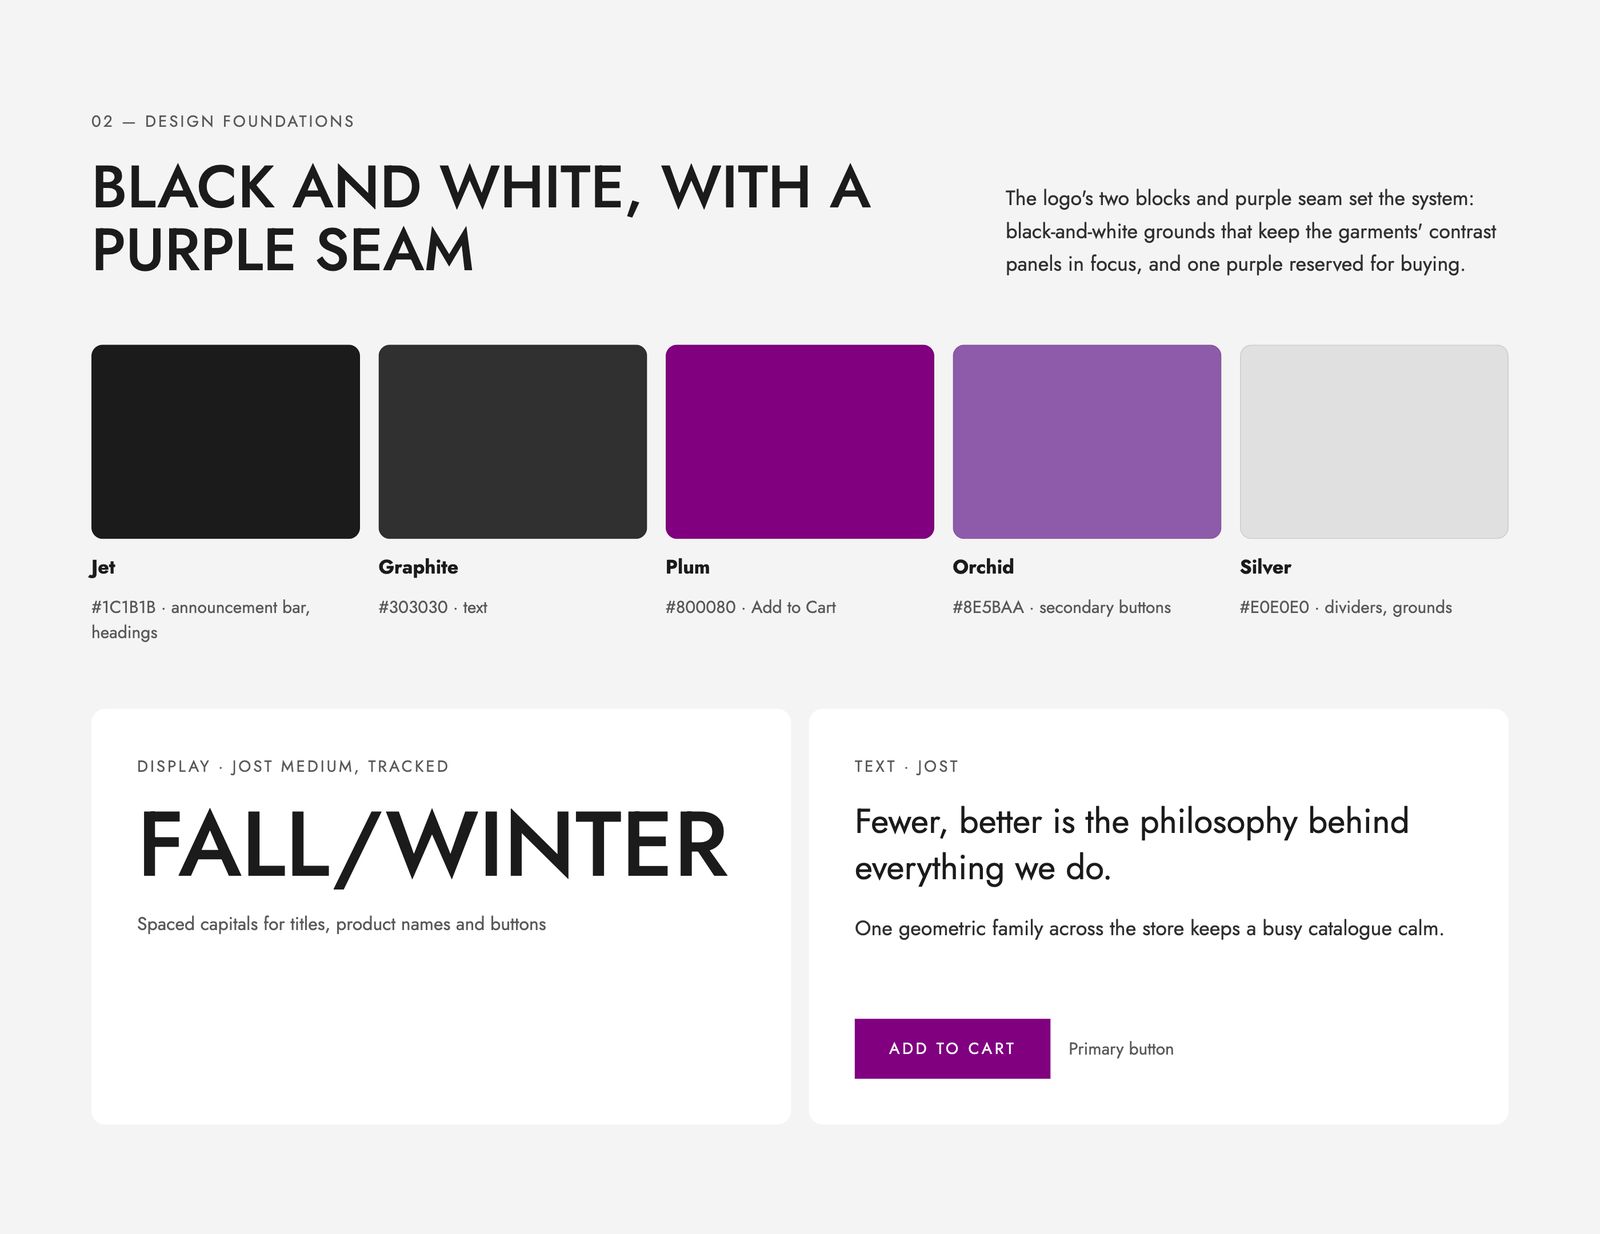 02 — DESIGN FOUNDATIONS
BLACK AND WHITE, WITH A
PURPLE SEAM
The logo's two blocks and purple seam set the system:
black-and-white grounds that keep the garments' contrast
panels in focus, and one purple reserved for buying.
Jet
#1C1B1B · announcement bar,
headings
Graphite
#303030 · text
Plum
#800080 · Add to Cart
Orchid
#8E5BAA · secondary buttons
Silver
#E0E0E0 · dividers, grounds
DISPLAY · JOST MEDIUM, TRACKED
FALL/WINTER
Spaced capitals for titles, product names and buttons
TEXT · JOST
Fewer, better is the philosophy behind
everything we do.
One geometric family across the store keeps a busy catalogue calm.
ADD TO CART
Primary button